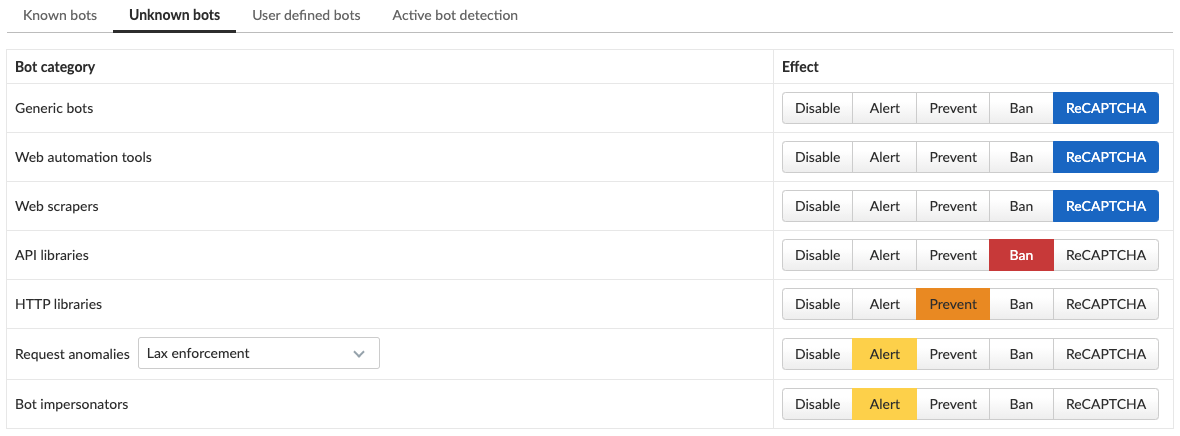 Known bots Unknown bots User defined bots Active bot detection
Bot category Effect
Generic bots Disable Alert Prevent Ban ReCAPTCHA
Web automation tools Disable Alert Prevent Ban ReCAPTCHA
Web scrapers Disable Alert Prevent Ban ReCAPTCHA
API libraries Disable Alert Prevent Ban ReCAPTCHA
HTTP libraries Disable Alert Prevent Ban ReCAPTCHA
Request anomalies Lax enforcement Disable Alert Prevent Ban ReCAPTCHA
Bot impersonators Disable Alert Prevent Ban ReCAPTCHA